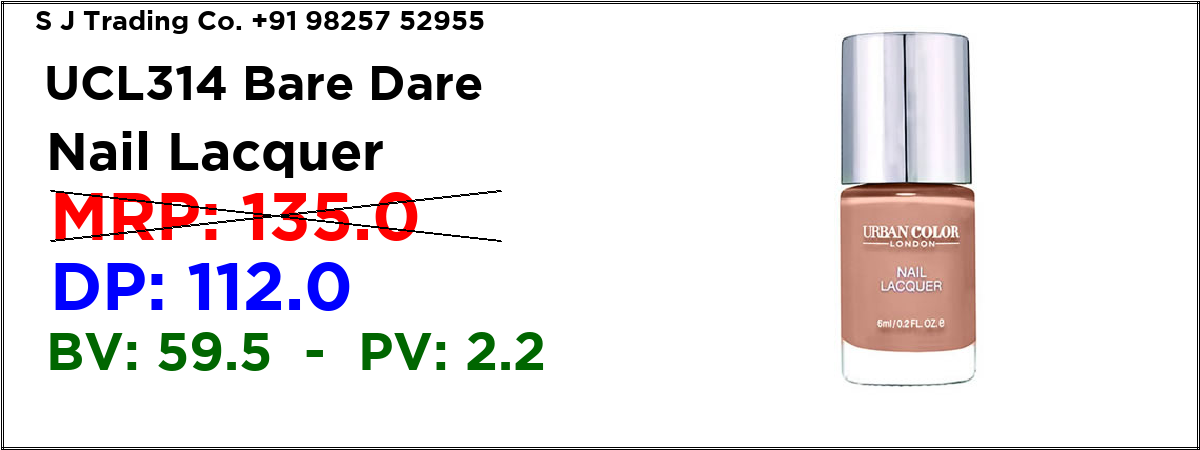 S J Trading Co. +91 98257 52955
UCL314 Bare Dare
Nail Lacquer
MRP: 135.0
DP: 112.0
BV: 59.5 - PV: 2.2
URBAN COLOR
LONDON
NAIL
LACQUER
6ml/0.2 FL. OZ. e